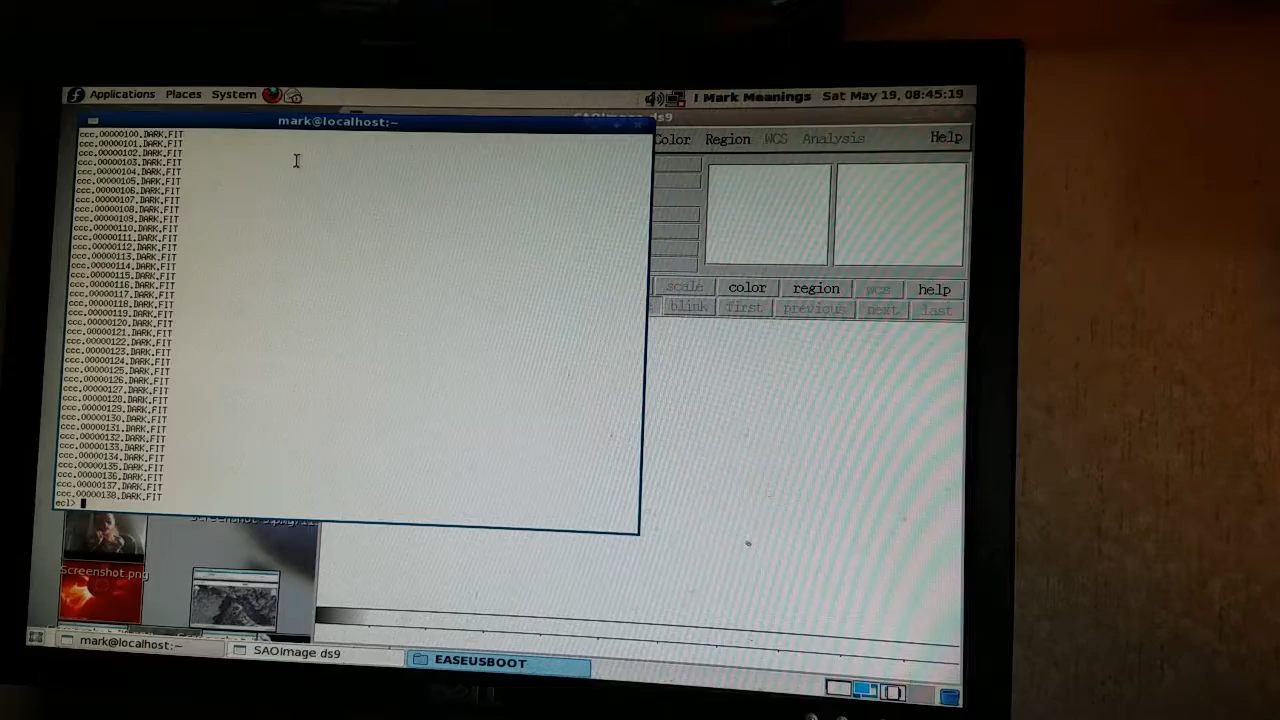 Applications Places System
! Mark Meanings Sat May 19, 08:45:19
SAOImage ds9
mark@localhost:~
Color Region WCS Analysis Help
ccc.00000100.DARK.FIT
ccc.00000101.DARK.FIT
ccc.00000102.DARK.FIT
ccc.00000103.DARK.FIT
ccc.00000104.DARK.FIT
ccc.00000105.DARK.FIT
ccc.00000106.DARK.FIT
ccc.00000107.DARK.FIT
ccc.00000108.DARK.FIT
ccc.00000109.DARK.FIT
ccc.00000110.DARK.FIT
ccc.00000111.DARK.FIT
ccc.00000112.DARK.FIT
ccc.00000113.DARK.FIT
ccc.00000114.DARK.FIT
ccc.00000115.DARK.FIT
ccc.00000116.DARK.FIT
ccc.00000117.DARK.FIT
ccc.00000118.DARK.FIT
ccc.00000119.DARK.FIT
ccc.00000120.DARK.FIT
ccc.00000121.DARK.FIT
ccc.00000122.DARK.FIT
ccc.00000123.DARK.FIT
ccc.00000124.DARK.FIT
ccc.00000125.DARK.FIT
ccc.00000126.DARK.FIT
ccc.00000127.DARK.FIT
ccc.00000128.DARK.FIT
ccc.00000129.DARK.FIT
ccc.00000130.DARK.FIT
ccc.00000131.DARK.FIT
ccc.00000132.DARK.FIT
ccc.00000133.DARK.FIT
ccc.00000134.DARK.FIT
ccc.00000135.DARK.FIT
ccc.00000136.DARK.FIT
ccc.00000137.DARK.FIT
ccc.00000138.DARK.FIT
ecl>
scale color region wcs help
blink first previous next last
Screenshot.png
mark@localhost:~
SAOImage ds9
EASEUSBOOT